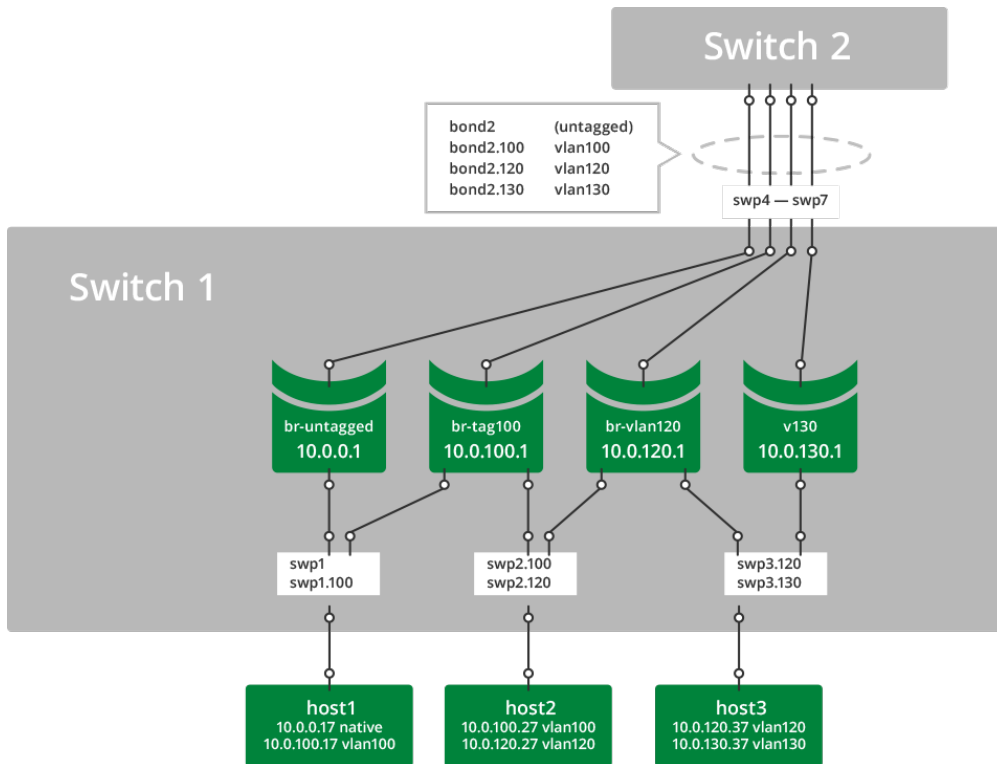 Switch 2
bond2 (untagged)
bond2.100 vlan100
bond2.120 vlan120
bond2.130 vlan130
swp4 — swp7
Switch 1
br-untagged
10.0.0.1
br-tag100
10.0.100.1
br-vlan120
10.0.120.1
v130
10.0.130.1
swp1
swp1.100
swp2.100
swp2.120
swp3.120
swp3.130
host1
10.0.0.17 native
10.0.100.17 vlan100
host2
10.0.100.27 vlan100
10.0.120.27 vlan120
host3
10.0.120.37 vlan120
10.0.130.37 vlan130